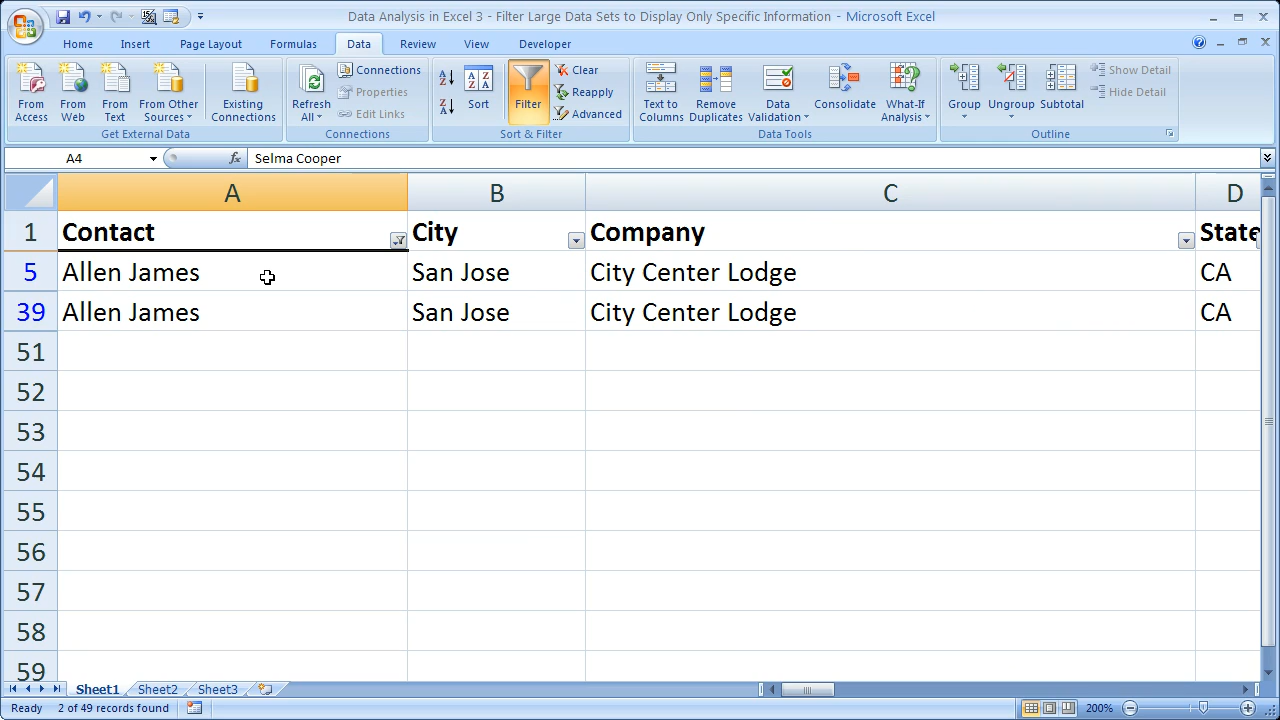 Data Analysis in Excel 3 - Filter Large Data Sets to Display Only Specific Information - Microsoft Excel
Home Insert Page Layout Formulas Data Review View Developer
From Access From Web From Text From Other Sources Existing Connections
Get External Data
Refresh All Connections Properties Edit Links
Connections
A Z Z A Sort Filter Clear Reapply Advanced
Sort & Filter
Text to Columns Remove Duplicates Data Validation Consolidate What-If Analysis
Data Tools
Group Ungroup Subtotal Show Detail Hide Detail
Outline
A4 fx Selma Cooper
A B C D
1 Contact City Company State
5 Allen James San Jose City Center Lodge CA
39 Allen James San Jose City Center Lodge CA
51
52
53
54
55
56
57
58
59
Sheet1 Sheet2 Sheet3
Ready 2 of 49 records found 200%